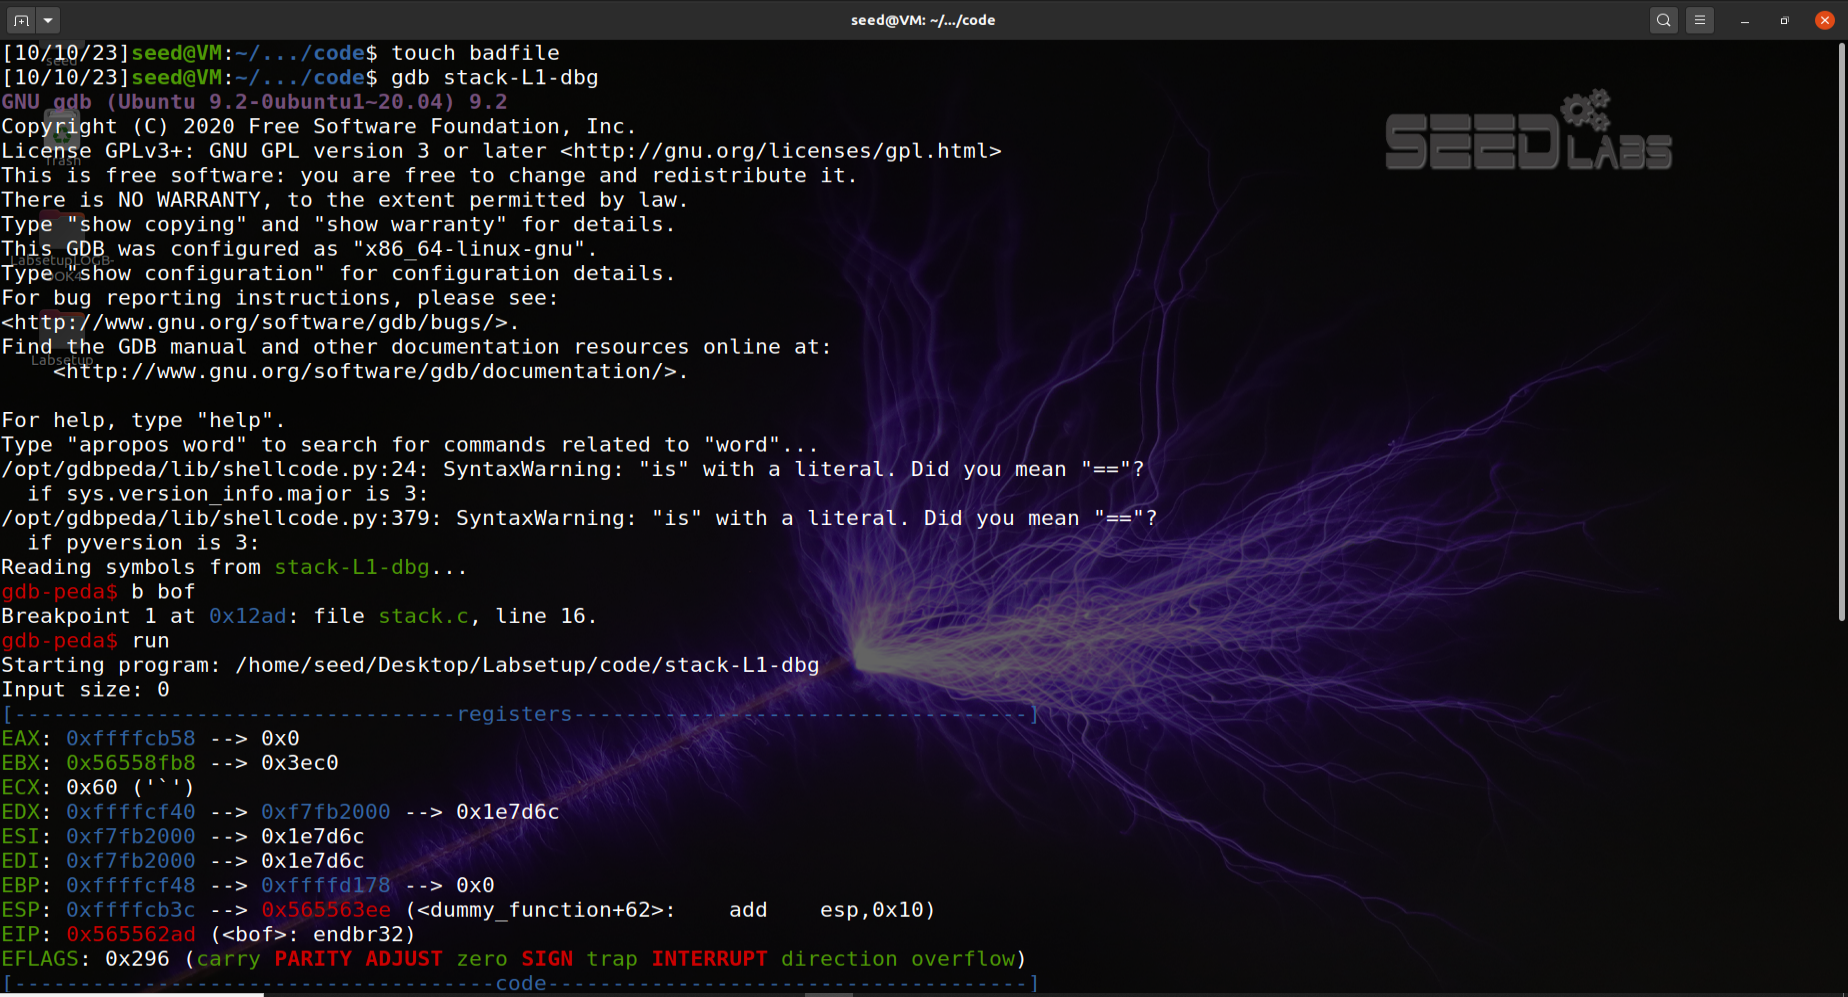 seed@VM: ~/.../code
[10/10/23]seed@VM:~/.../code$ touch badfile
[10/10/23]seed@VM:~/.../code$ gdb stack-L1-dbg
GNU gdb (Ubuntu 9.2-0ubuntu1~20.04) 9.2
Copyright (C) 2020 Free Software Foundation, Inc.
License GPLv3+: GNU GPL version 3 or later <http://gnu.org/licenses/gpl.html>
This is free software: you are free to change and redistribute it.
There is NO WARRANTY, to the extent permitted by law.
Type "show copying" and "show warranty" for details.
This GDB was configured as "x86_64-linux-gnu".
Type "show configuration" for configuration details.
For bug reporting instructions, please see:
<http://www.gnu.org/software/gdb/bugs/>.
Find the GDB manual and other documentation resources online at:
    <http://www.gnu.org/software/gdb/documentation/>.
For help, type "help".
Type "apropos word" to search for commands related to "word"...
/opt/gdbpeda/lib/shellcode.py:24: SyntaxWarning: "is" with a literal. Did you mean "=="?
  if sys.version_info.major is 3:
/opt/gdbpeda/lib/shellcode.py:379: SyntaxWarning: "is" with a literal. Did you mean "=="?
  if pyversion is 3:
Reading symbols from stack-L1-dbg...
gdb-peda$ b bof
Breakpoint 1 at 0x12ad: file stack.c, line 16.
gdb-peda$ run
Starting program: /home/seed/Desktop/Labsetup/code/stack-L1-dbg
Input size: 0
[----------------------------------registers-----------------------------------]
EAX: 0xffffcb58 --> 0x0
EBX: 0x56558fb8 --> 0x3ec0
ECX: 0x60 ('`')
EDX: 0xffffcf40 --> 0xf7fb2000 --> 0x1e7d6c
ESI: 0xf7fb2000 --> 0x1e7d6c
EDI: 0xf7fb2000 --> 0x1e7d6c
EBP: 0xffffcf48 --> 0xffffd178 --> 0x0
ESP: 0xffffcb3c --> 0x565563ee (<dummy_function+62>:    add    esp,0x10)
EIP: 0x565562ad (<bof>: endbr32)
EFLAGS: 0x296 (carry PARITY ADJUST zero SIGN trap INTERRUPT direction overflow)
[-------------------------------------code-------------------------------------]
SEED LABS
seed
Trash
Labsetup